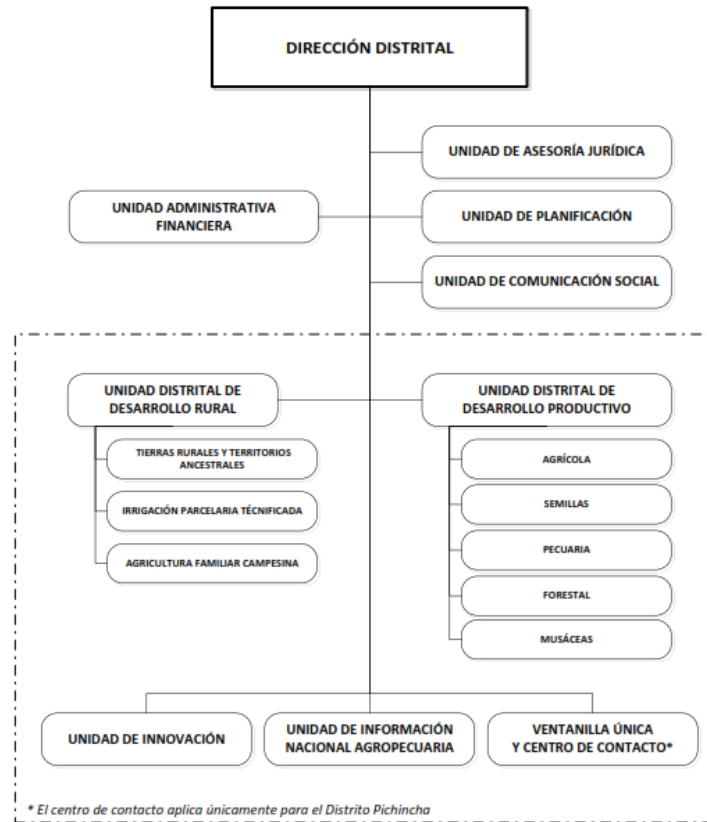 DIRECCIÓN DISTRITAL
UNIDAD DE ASESORÍA JURÍDICA
UNIDAD ADMINISTRATIVA
FINANCIERA
UNIDAD DE PLANIFICACIÓN
UNIDAD DE COMUNICACIÓN SOCIAL
UNIDAD DISTRITAL DE
DESARROLLO RURAL
TIERRAS RURALES Y TERRITORIOS
ANCESTRALES
IRRIGACIÓN PARCELARIA TÉCNIFICADA
AGRICULTURA FAMILIAR CAMPESINA
UNIDAD DISTRITAL DE
DESARROLLO PRODUCTIVO
AGRÍCOLA
SEMILLAS
PECUARIA
FORESTAL
MUSÁCEAS
UNIDAD DE INNOVACIÓN
UNIDAD DE INFORMACIÓN
NACIONAL AGROPECUARIA
VENTANILLA ÚNICA
Y CENTRO DE CONTACTO*
* El centro de contacto aplica únicamente para el Distrito Pichincha